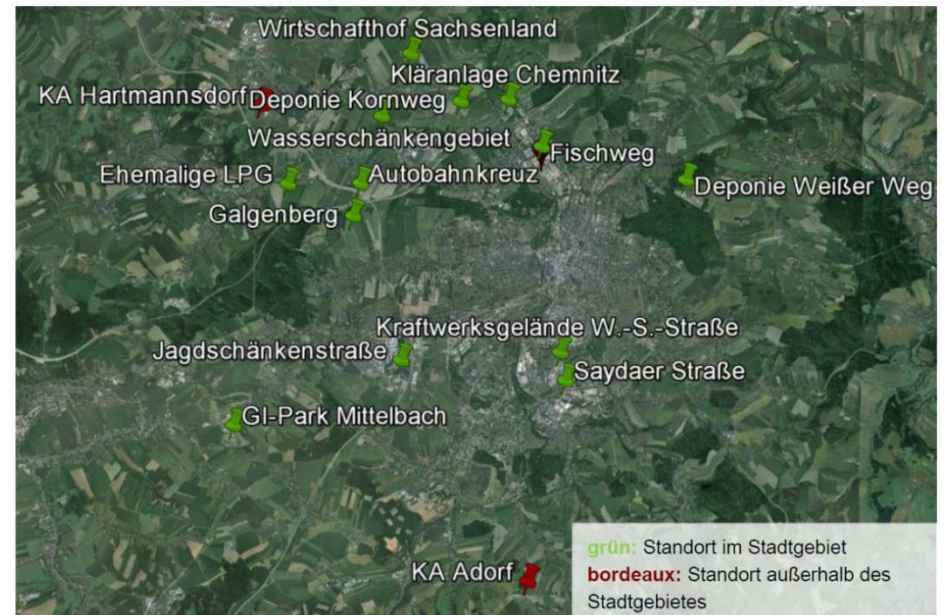 Wirtschafthof Sachsenland
Kläranlage Chemnitz
KA Hartmannsdorf
Deponie Kornweg
Wasserschänkengebiet
Fischweg
Ehemalige LPG
Autobahnkreuz
Deponie Weißer Weg
Galgenberg
Kraftwerksgelände W.-S.-Straße
Jagdschänkenstraße
Saydaer Straße
GI-Park Mittelbach
KA Adorf
grün: Standort im Stadtgebiet
bordeaux: Standort außerhalb des
Stadtgebietes